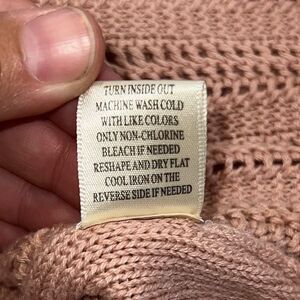 TURN INSIDE OUT
MACHINE WASH COLD
WITH LIKE COLORS
ONLY NON-CHLORINE
BLEACH IF NEEDED
RESHAPE AND DRY FLAT
COOL IRON ON THE
REVERSE SIDE IF NEEDED